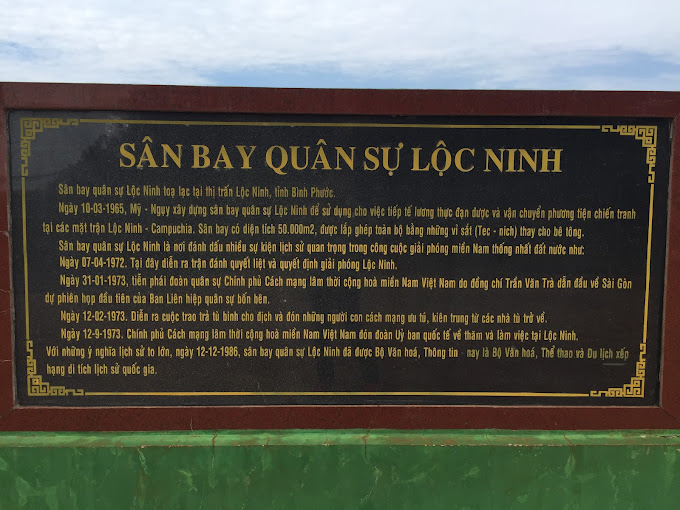 SÂN BAY QUÂN SỰ LỘC NINH
Sân bay quân sự Lộc Ninh toạ lạc tại thị trấn Lộc Ninh, tỉnh Bình Phước.
Ngày 10-03-1965, Mỹ - Ngụy xây dựng sân bay quân sự Lộc Ninh để sử dụng cho việc tiếp tế lương thực đạn dược và vận chuyển phương tiện chiến tranh
tại các mặt trận Lộc Ninh - Campuchia. Sân bay có diện tích 50.000m2, được lắp ghép toàn bộ bằng những vỉ sắt (Tec - nich) thay cho bê tông.
Sân bay quân sự Lộc Ninh là nơi đánh dấu nhiều sự kiện lịch sử quan trọng trong công cuộc giải phóng miền Nam thống nhất đất nước như:
Ngày 07-04-1972. Tại đây diễn ra trận đánh quyết liệt và quyết định giải phóng Lộc Ninh.
Ngày 31-01-1973, tiễn phái đoàn quân sự Chính phủ Cách mạng lâm thời cộng hoà miền Nam Việt Nam do đồng chí Trần Văn Trà dẫn đầu về Sài Gòn
dự phiên họp đầu tiên của Ban Liên hiệp quân sự bốn bên.
Ngày 12-02-1973. Diễn ra cuộc trao trả tù binh cho địch và đón những người con cách mạng ưu tú, kiên trung từ các nhà tù trở về.
Ngày 12-9-1973. Chính phủ Cách mạng lâm thời cộng hoà miền Nam Việt Nam đón đoàn Uỷ ban quốc tế về thăm và làm việc tại Lộc Ninh.
Với những ý nghĩa lịch sử to lớn, ngày 12-12-1986, sân bay quân sự Lộc Ninh đã được Bộ Văn hoá, Thông tin - nay là Bộ Văn hoá, Thể thao và Du lịch xếp
hạng di tích lịch sử quốc gia.